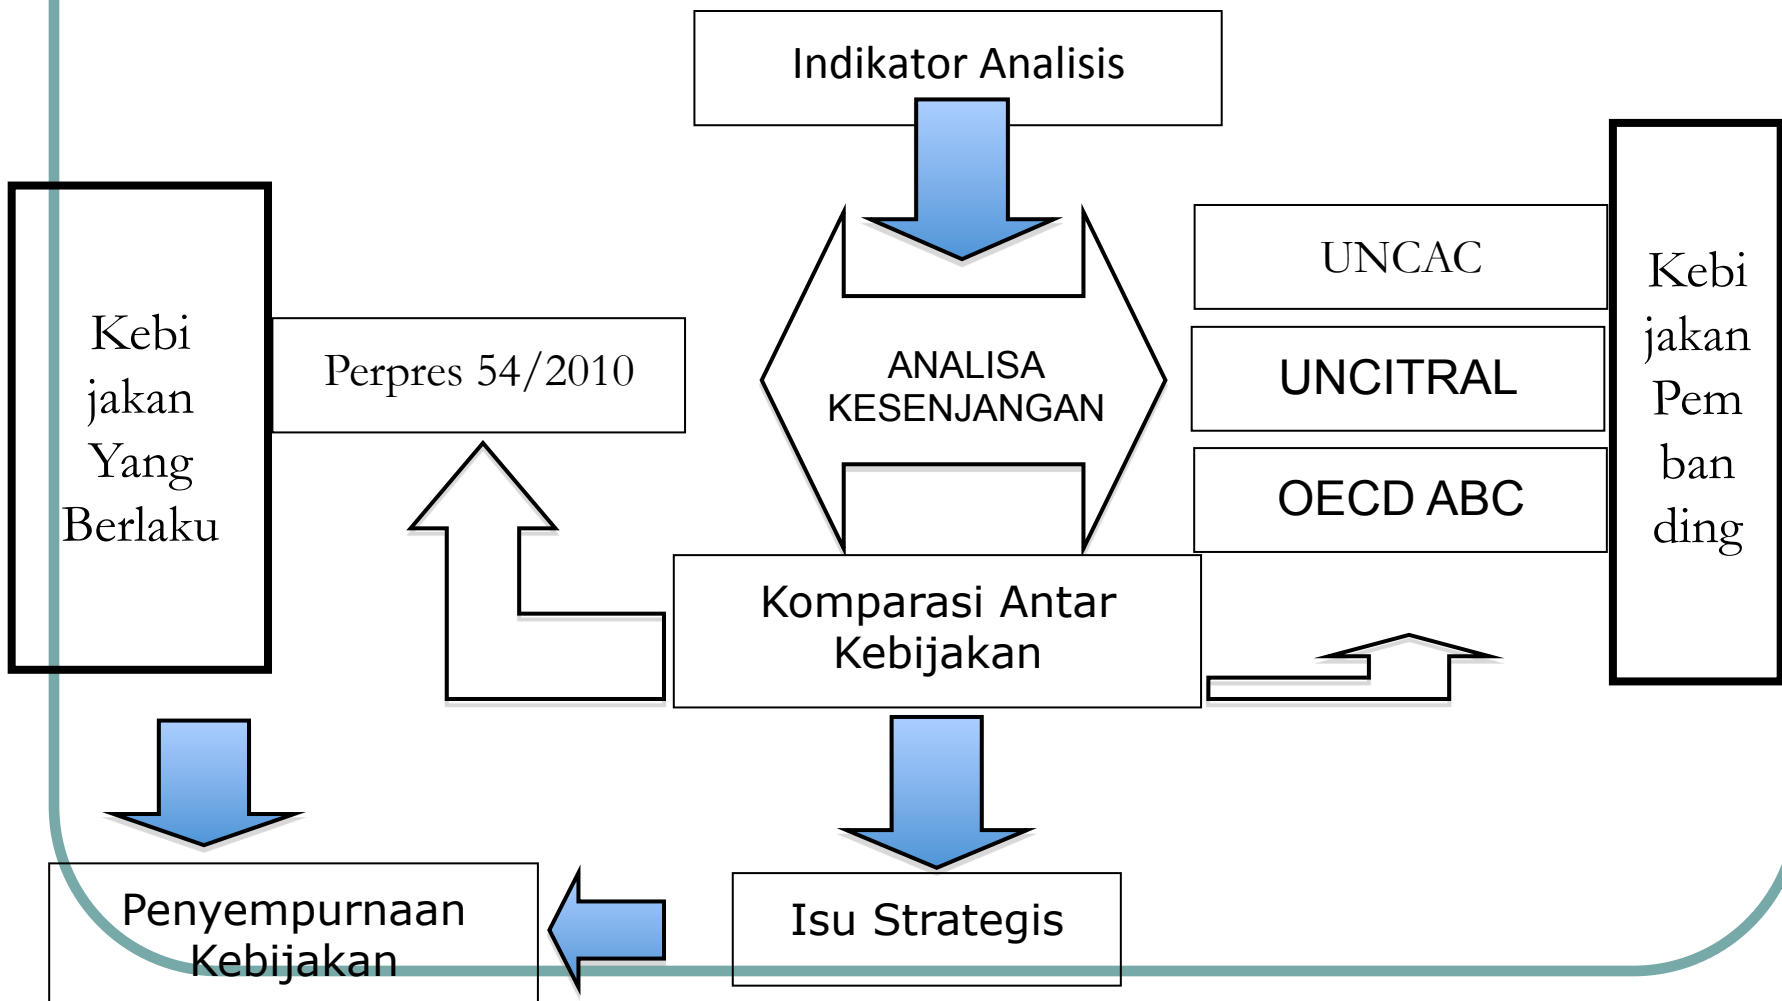 Indikator Analisis
Kebi
jakan
Yang
Berlaku
Perpres 54/2010
ANALISA
KESENJANGAN
UNCAC
UNCITRAL
OECD ABC
Kebi
jakan
Pem
ban
ding
Komparasi Antar
Kebijakan
Penyempurnaan
Kebijakan
Isu Strategis